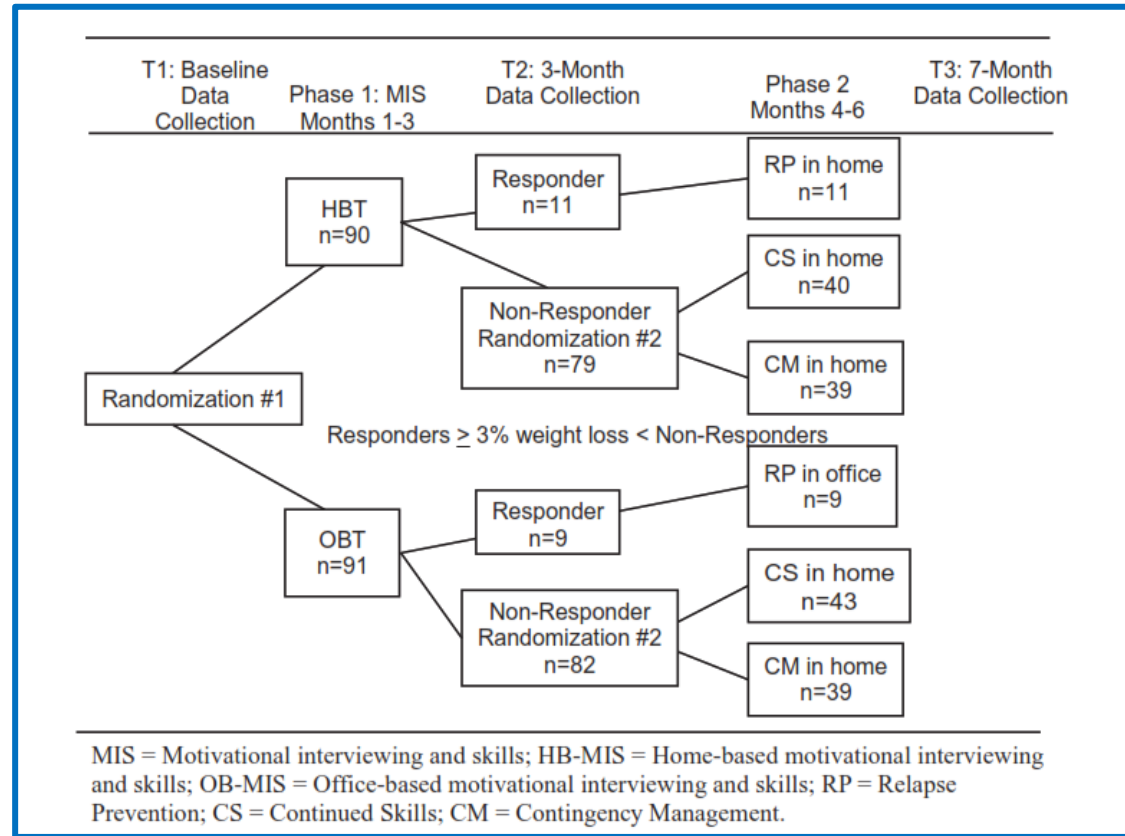 T1: Baseline
Data
Collection
Phase 1: MIS
Months 1-3
T2: 3-Month
Data Collection
Phase 2
Months 4-6
T3: 7-Month
Data Collection
HBT
n=90
Responder
n=11
RP in home
n=11
Non-Responder
Randomization #2
n=79
CS in home
n=40
CM in home
n=39
Randomization #1
Responders ≥ 3% weight loss < Non-Responders
OBT
n=91
Responder
n=9
RP in office
n=9
Non-Responder
Randomization #2
n=82
CS in home
n=43
CM in home
n=39
MIS = Motivational interviewing and skills; HB-MIS = Home-based motivational interviewing
and skills; OB-MIS = Office-based motivational interviewing and skills; RP = Relapse
Prevention; CS = Continued Skills; CM = Contingency Management.